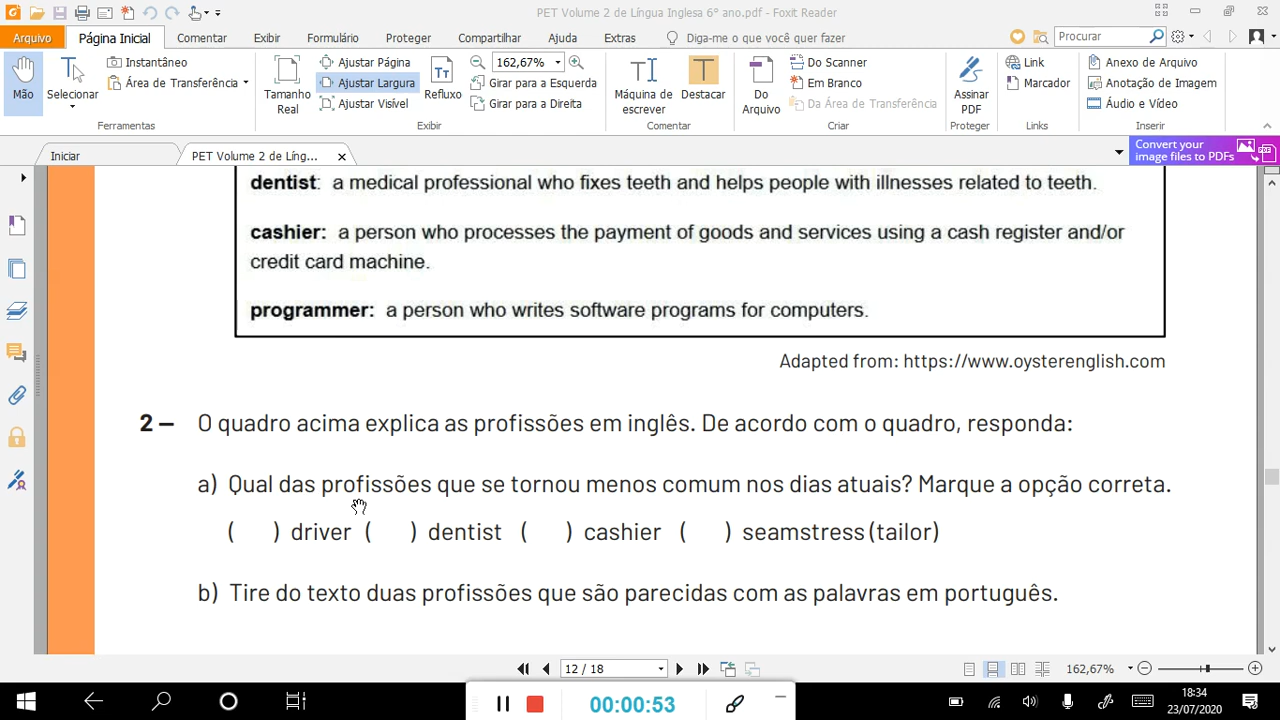 PET Volume 2 de Língua Inglesa 6° ano.pdf - Foxit Reader
Arquivo Página Inicial Comentar Exibir Formulário Proteger Compartilhar Ajuda Extras Diga-me o que você quer fazer Procurar
Mão
Selecionar
Instantâneo
Área de Transferência
Ferramentas
Tamanho Real
Ajustar Página
Ajustar Largura
Ajustar Visível
Refluxo
162,67%
Girar para a Esquerda
Girar para a Direita
Exibir
Máquina de escrever
Destacar
Comentar
Do Arquivo
Do Scanner
Em Branco
Da Área de Transferência
Criar
Assinar PDF
Proteger
Link
Marcador
Links
Anexo de Arquivo
Anotação de Imagem
Áudio e Vídeo
Inserir
Iniciar
PET Volume 2 de Líng...
Convert your
image files to PDFs
dentist: a medical professional who fixes teeth and helps people with illnesses related to teeth.
cashier: a person who processes the payment of goods and services using a cash register and/or
credit card machine.
programmer: a person who writes software programs for computers.
Adapted from: https://www.oysterenglish.com
2 – O quadro acima explica as profissões em inglês. De acordo com o quadro, responda:
a) Qual das profissões que se tornou menos comum nos dias atuais? Marque a opção correta.
( ) driver ( ) dentist ( ) cashier ( ) seamstress (tailor)
b) Tire do texto duas profissões que são parecidas com as palavras em português.
12 / 18
162,67%
00:00:53
18:34
23/07/2020